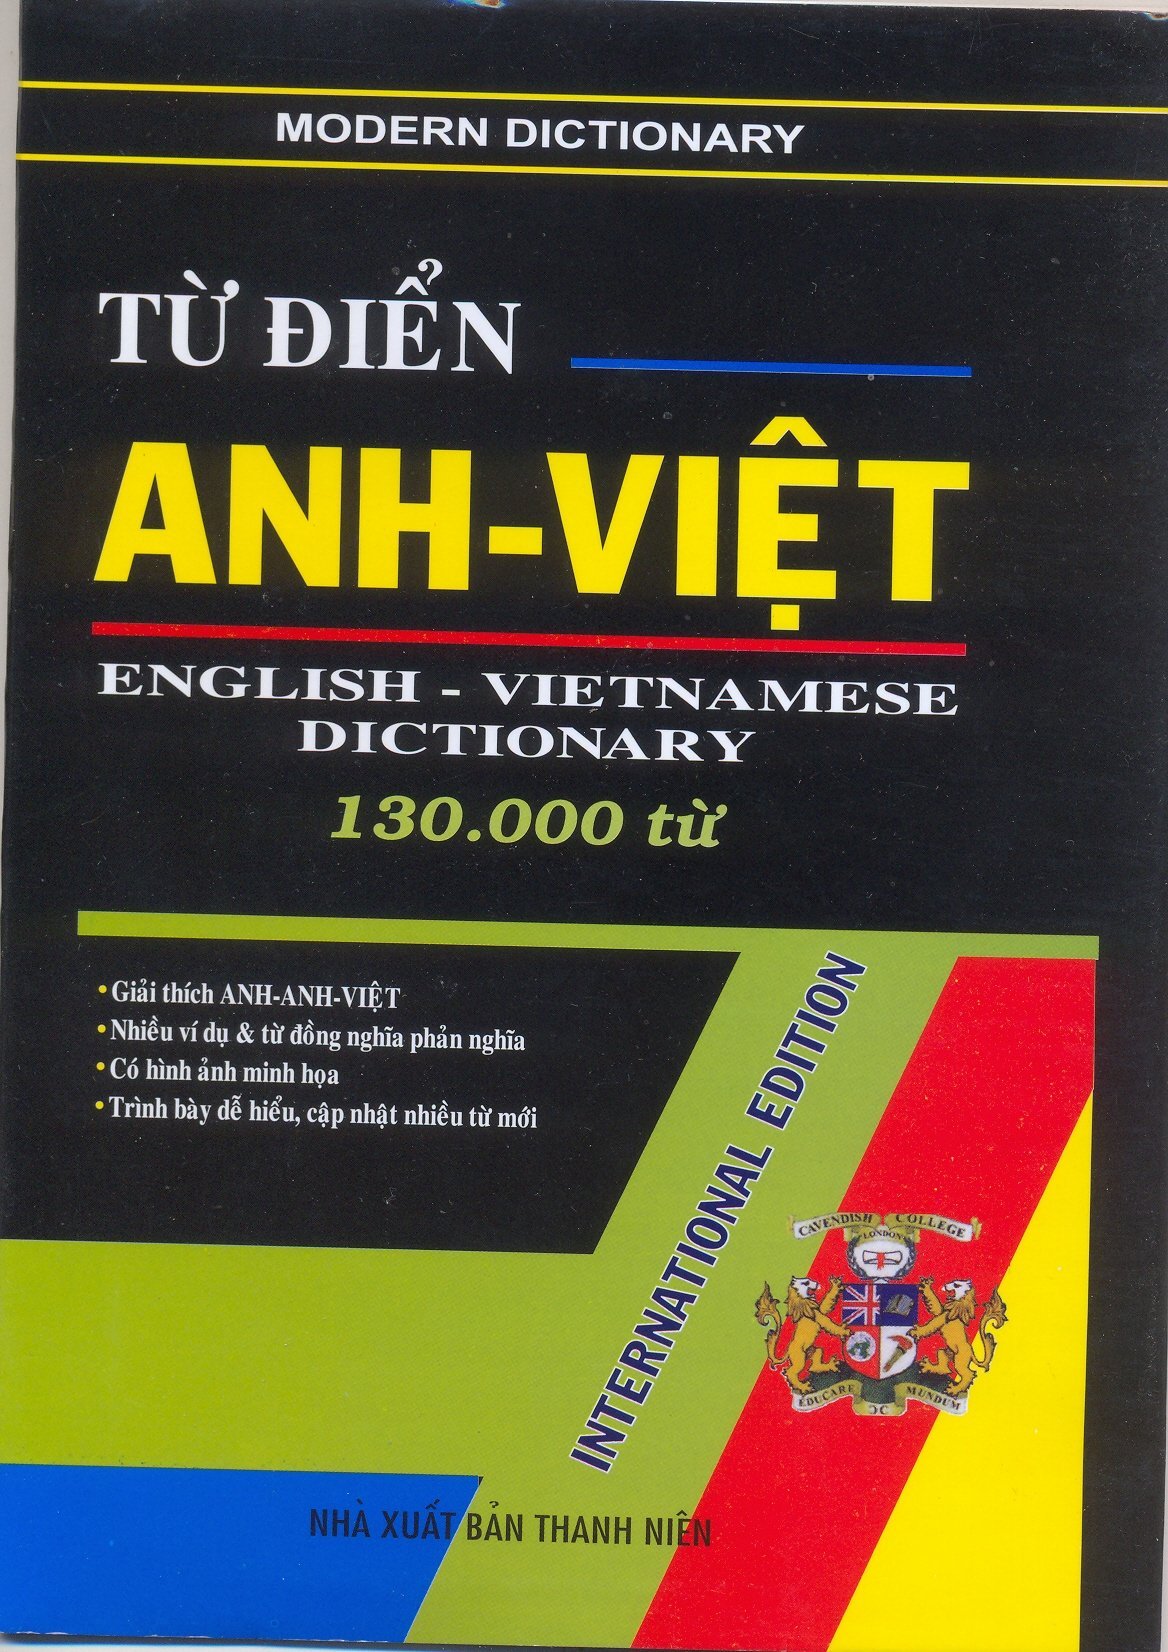 MODERN DICTIONARY
TỪ ĐIỂN
ANH-VIỆT
ENGLISH - VIETNAMESE
DICTIONARY
130.000 từ
• Giải thích ANH-ANH-VIỆT
• Nhiều ví dụ & từ đồng nghĩa phản nghĩa
• Có hình ảnh minh họa
• Trình bày dễ hiểu, cập nhật nhiều từ mới
INTERNATIONAL EDITION
CAVENDISH COLLEGE
LONDON
EDUCARE MUNDUM
NHÀ XUẤT BẢN THANH NIÊN